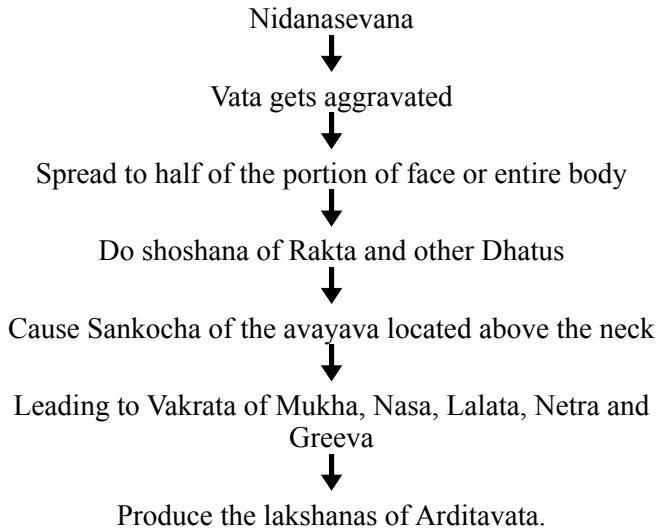 Nidanasevana
Vata gets aggravated
Spread to half of the portion of face or entire body
Do shoshana of Rakta and other Dhatus
Cause Sankocha of the avayava located above the neck
Leading to Vakrata of Mukha, Nasa, Lalata, Netra and
Greeva
Produce the lakshanas of Arditavata.